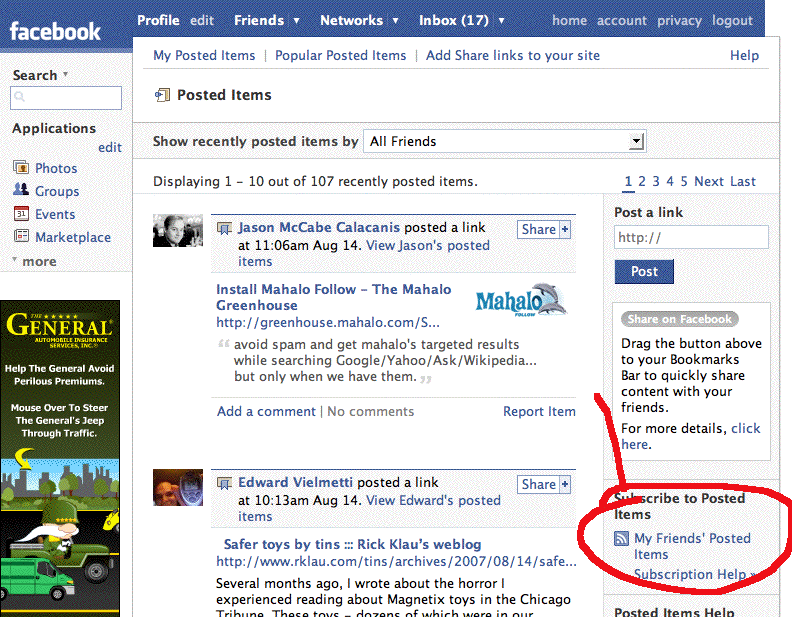 facebook
Profile edit Friends Networks Inbox (17) home account privacy logout
Search
Applications
edit
Photos
Groups
31 Events
Marketplace
more
THE
GENERAL
AUTOMOBILE INSURANCE
SERVICES, INC.®
Help The General Avoid
Perilous Premiums.
Mouse Over To Steer
The General's Jeep
Through Traffic.
My Posted Items | Popular Posted Items | Add Share links to your site Help
Posted Items
Show recently posted items by All Friends
Displaying 1 - 10 out of 107 recently posted items. 1 2 3 4 5 Next Last
Jason McCabe Calacanis posted a link
at 11:06am Aug 14. View Jason's posted
items
Share +
Install Mahalo Follow - The Mahalo
Greenhouse
http://greenhouse.mahalo.com/S...
“ avoid spam and get mahalo's targeted results
while searching Google/Yahoo/Ask/Wikipedia...
but only when we have them. ”
Mahalo
FOLLOW
Add a comment | No comments Report Item
Edward Vielmetti posted a link
at 10:13am Aug 14. View Edward's posted
items
Share +
Safer toys by tins ::: Rick Klau's weblog
http://www.rklau.com/tins/archives/2007/08/14/safe...
Several months ago, I wrote about the horror I
experienced reading about Magnetix toys in the Chicago
Tribune. These toys - dozens of which were in our
Post a link
http://
Post
Share on Facebook
Drag the button above
to your Bookmarks
Bar to quickly share
content with your
friends.
For more details, click
here.
Subscribe to Posted
Items
My Friends' Posted
Items
Subscription Help »
Posted Items Help